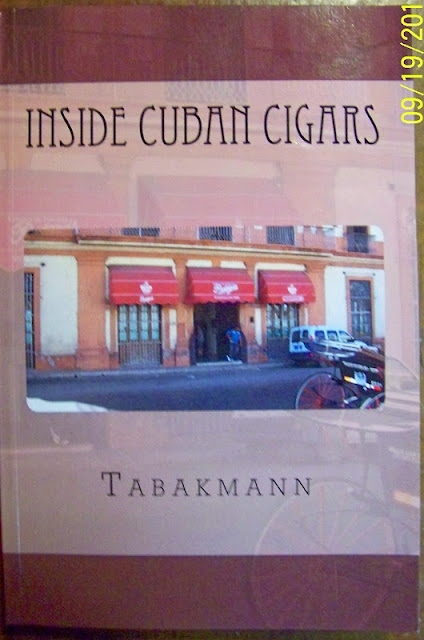 INSIDE CUBAN CIGARS
TABAKMANN
09/19/201